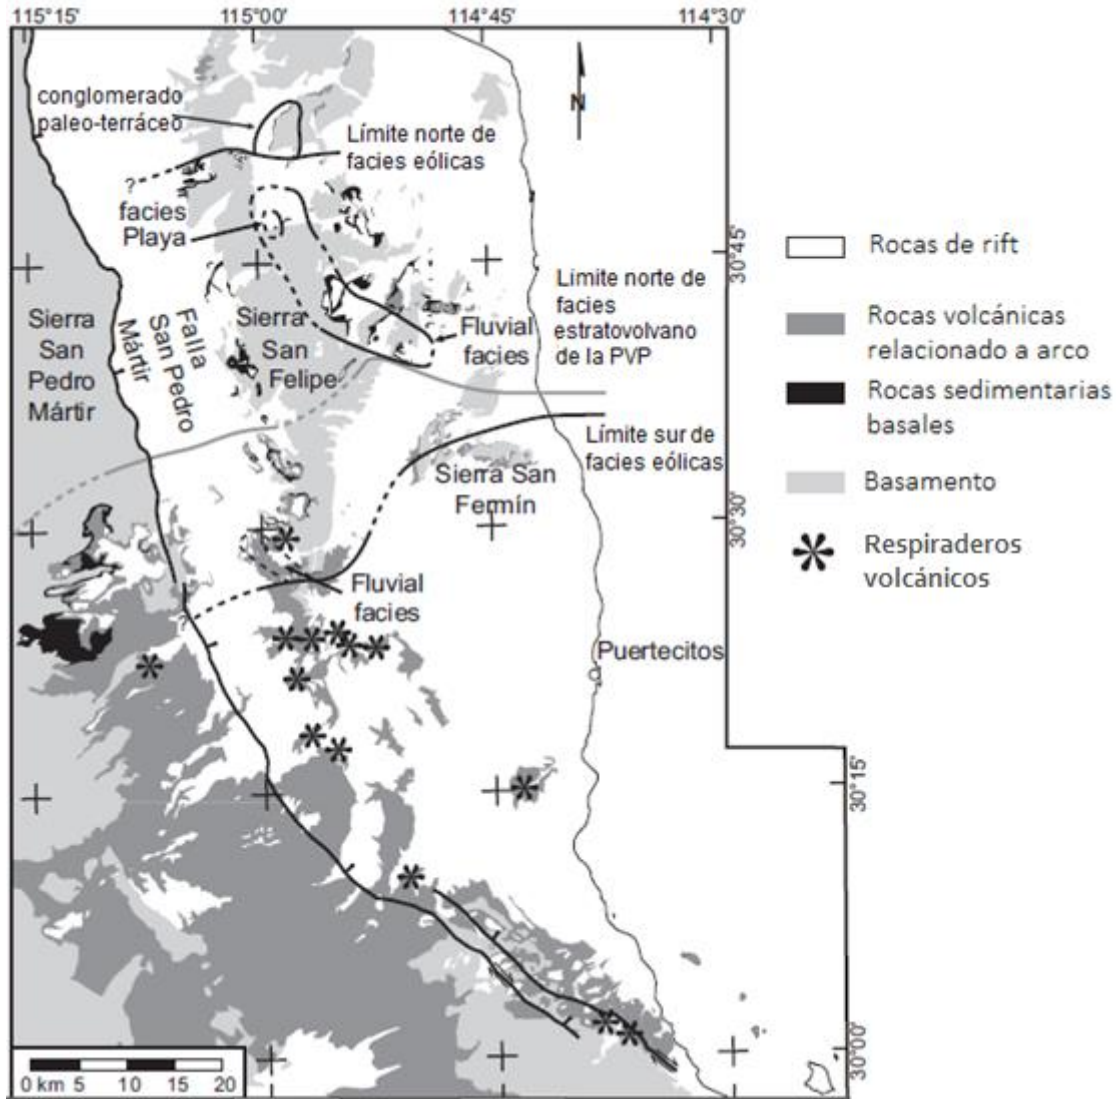 115°15'
115°00'
114°45'
114°30'
N
conglomerado
paleo-terráceo
Límite norte de
facies eólicas
?
facies
Playa
30°45'
Limite norte de
facies
estratovolvano
de la PVP
Sierra
San
Pedro
Mártir
Falla
San Pedro
Mártir
Sierra
San
Felipe
Fluvial
facies
Límite sur de
facies eólicas
Sierra San
Fermín
30°30'
Fluvial
facies
?
Puertecitos
30°15'
30°00'
0 km 5 10 15 20
Rocas de rift
Rocas volcánicas
relacionado a arco
Rocas sedimentarias
basales
Basamento
Respiraderos
volcánicos